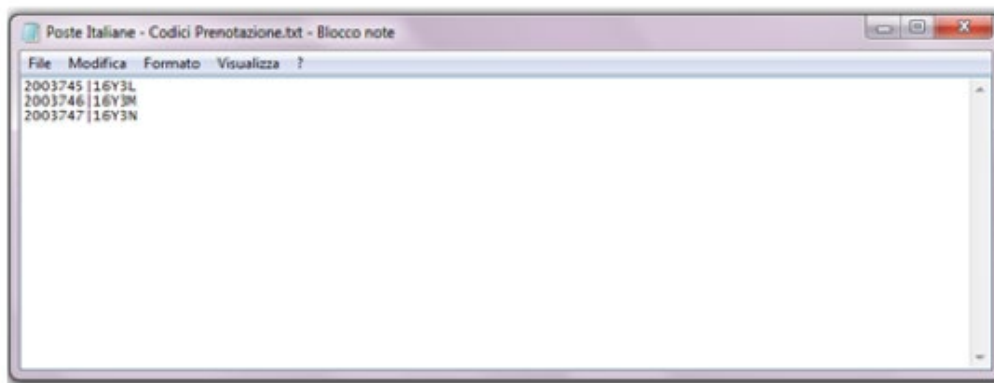 Poste Italiane - Codici Prenotazione.txt - Blocco note
File Modifica Formato Visualizza ?
2003745|16Y3L
2003746|16Y3M
2003747|16Y3N